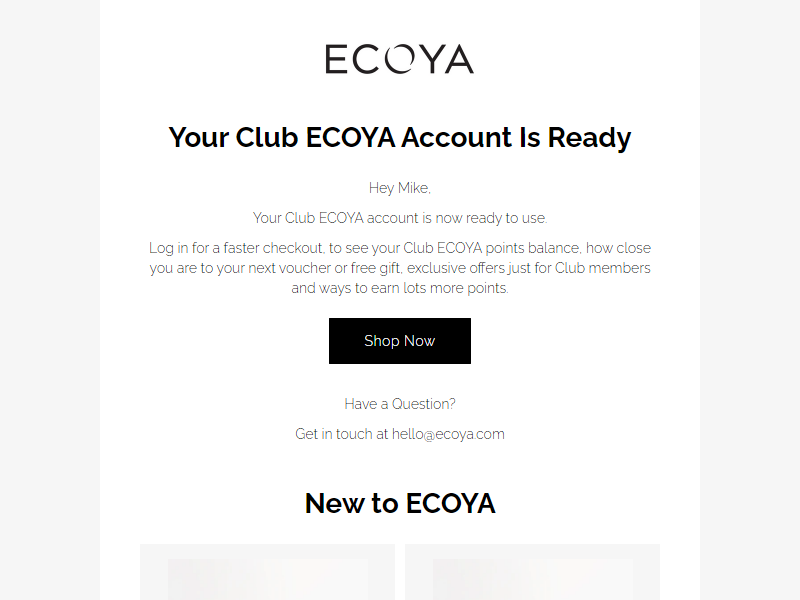 ECOYA
Your Club ECOYA Account Is Ready
Hey Mike,
Your Club ECOYA account is now ready to use.
Log in for a faster checkout, to see your Club ECOYA points balance, how close
you are to your next voucher or free gift, exclusive offers just for Club members
and ways to earn lots more points.
Shop Now
Have a Question?
Get in touch at hello@ecoya.com
New to ECOYA